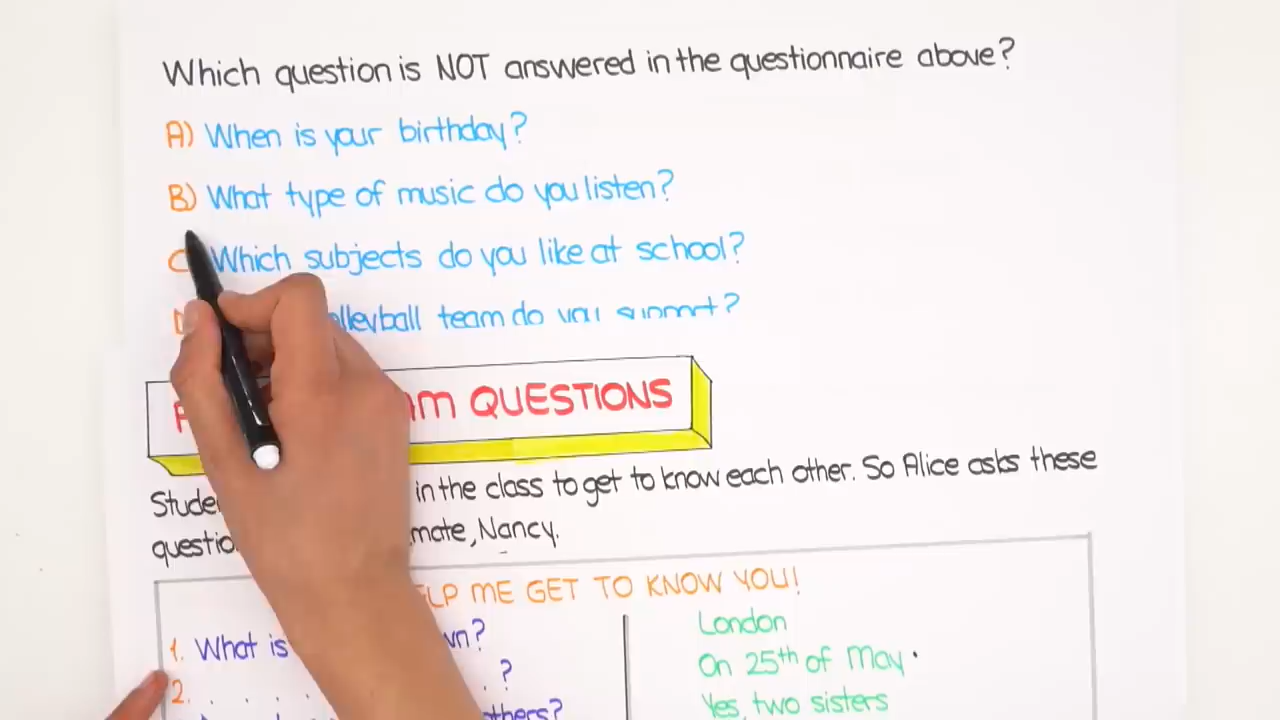 Which question is NOT answered in the questionnaire above?
A) When is your birthday?
B) What type of music do you listen?
C Which subjects do you like at school?
team do you support?
QUESTIONS
in the class to get to know each other. So Alice asks these
Nancy.
ME GET TO KNOW YOU!
1. What is
London
2. . . . . . ?
On 25th of May
Yes, two sisters